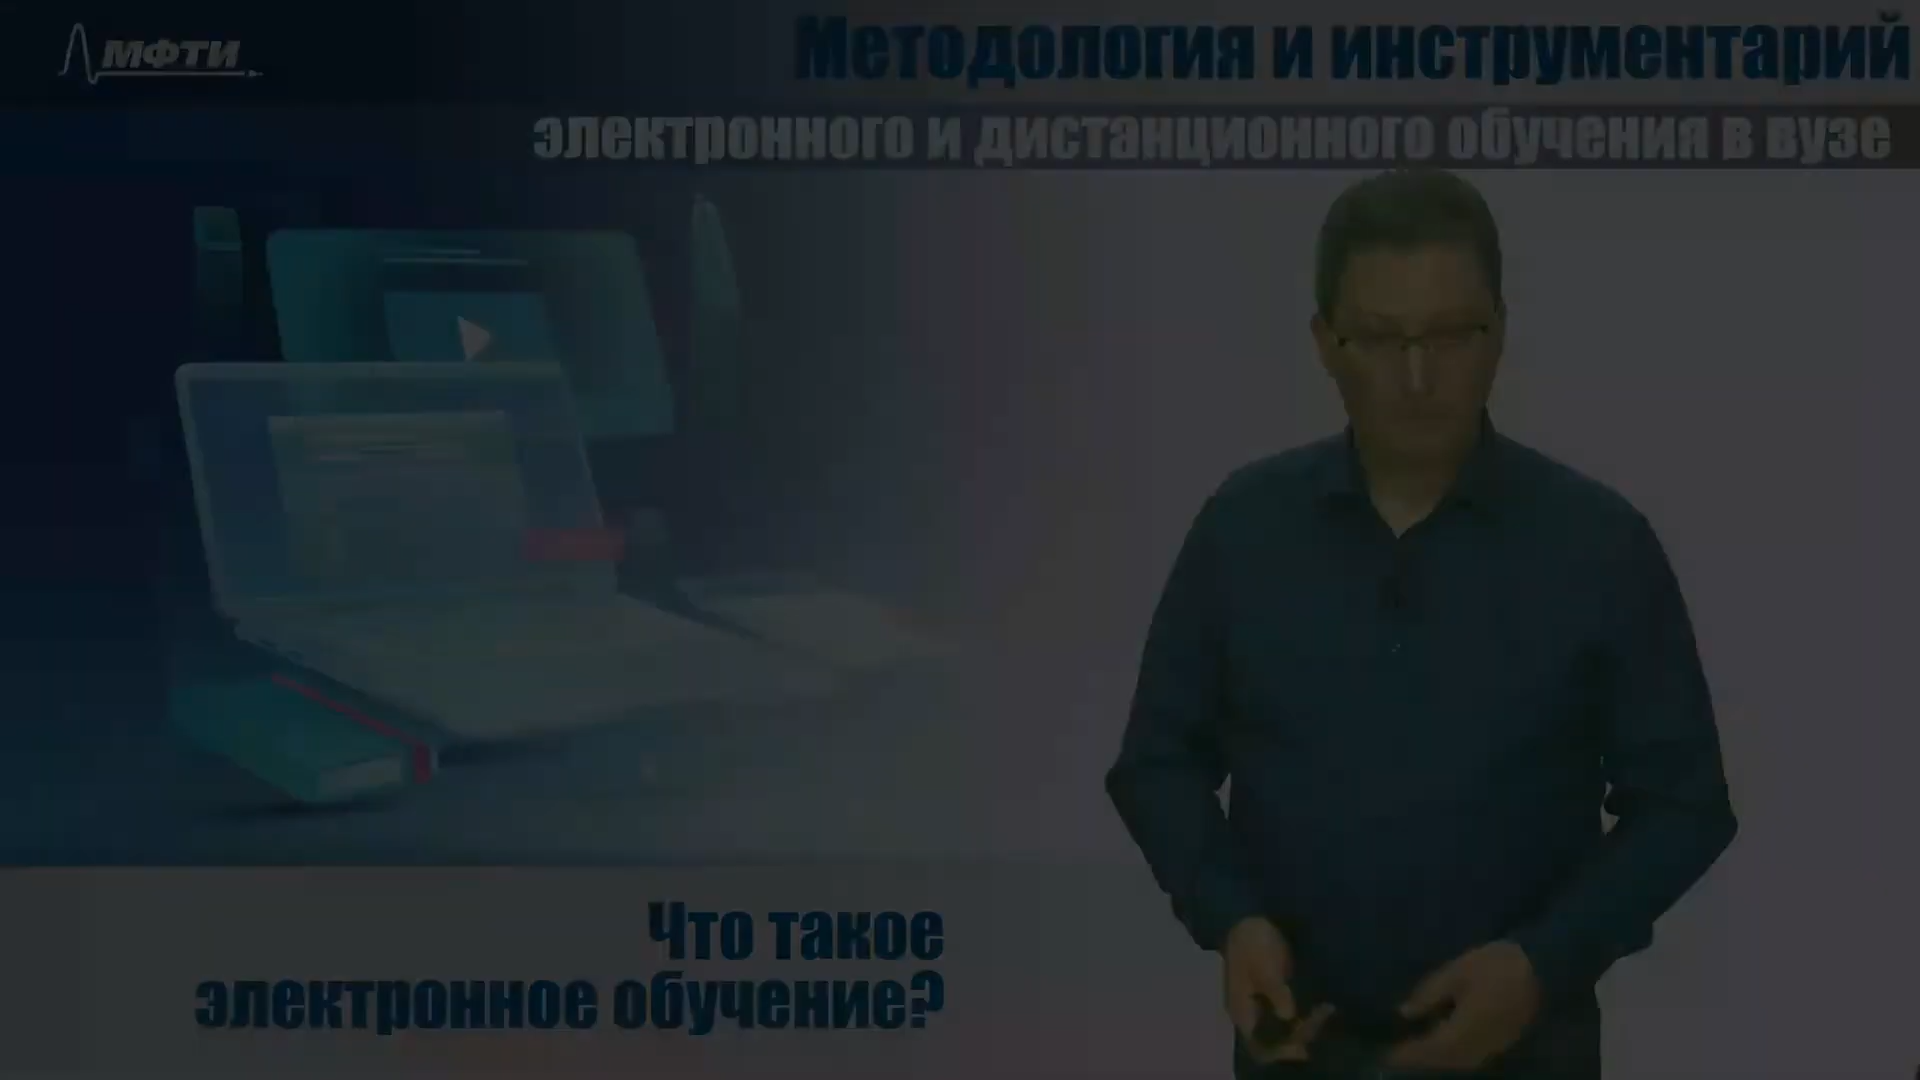 МФТИ
Методология и инструментарий
электронного и дистанционного обучения в вузе
Что такое
электронное обучение?